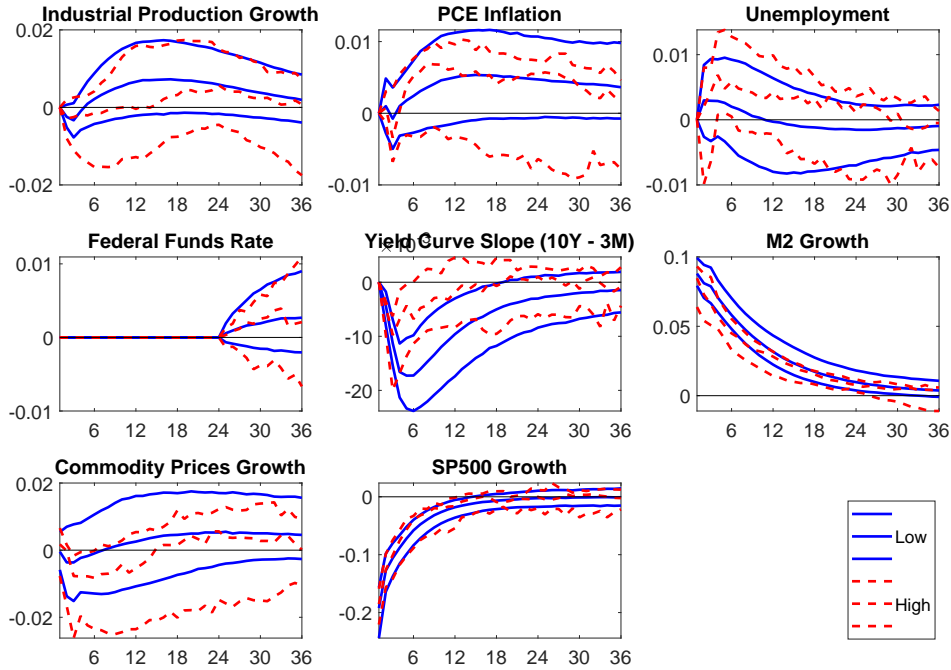 Industrial Production Growth
0.02
0
-0.02
6 12 18 24 30 36
PCE Inflation
0.01
0
-0.01
6 12 18 24 30 36
Unemployment
0.01
0
-0.01
6 12 18 24 30 36
Federal Funds Rate
0.01
0
-0.01
6 12 18 24 30 36
Yield Curve Slope (10Y - 3M)
0
-10
-20
6 12 18 24 30 36
M2 Growth
0.1
0.05
0
6 12 18 24 30 36
Commodity Prices Growth
0.02
0
-0.02
6 12 18 24 30 36
SP500 Growth
0
-0.1
-0.2
6 12 18 24 30 36
Low
High